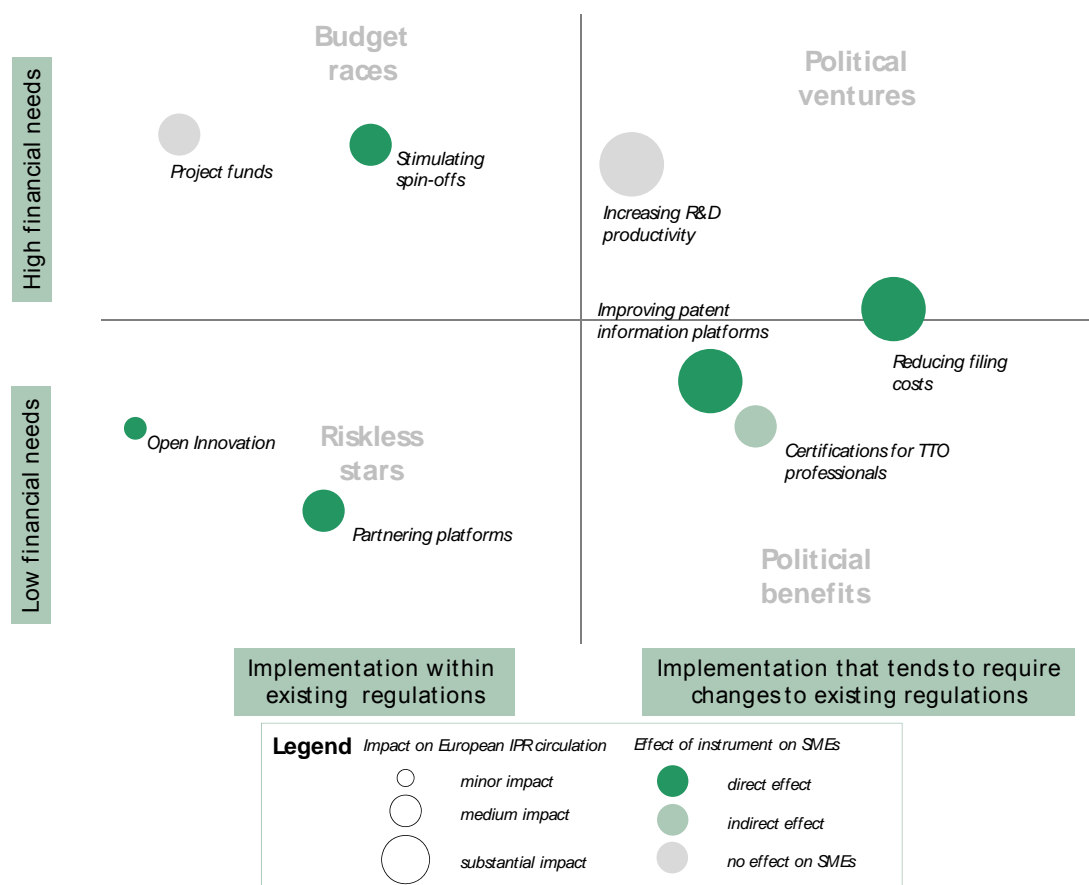 Budget
races
Political
ventures
High financial needs
Project funds
Stimulating
spin-offs
Increasing R&D
productivity
Improving patent
information platforms
Reducing filing
costs
Low financial needs
Open Innovation
Riskless
stars
Partnering platforms
Certifications for TTO
professionals
Politicial
benefits
Implementation within
existing regulations
Implementation that tends to require
changes to existing regulations
Legend
Impact on European IPR circulation
Effect of instrument on SMEs
minor impact
direct effect
medium impact
indirect effect
substantial impact
no effect on SMEs